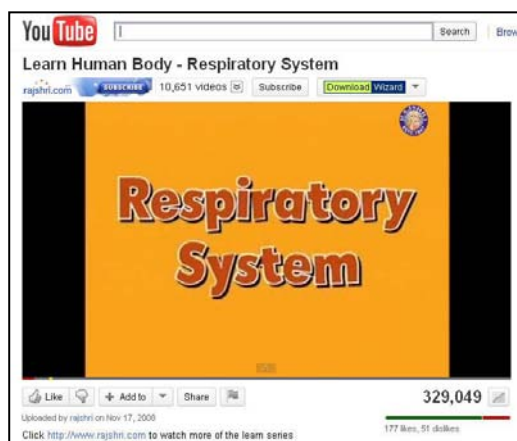 YouTube Search Brow
Learn Human Body - Respiratory System
rajshri.com SUBSCRIBE 10,651 videos Subscribe Download Wizard
Respiratory
System
Like Add to Share 329,049
Uploaded by rajshri on Nov 17, 2008
177 likes, 51 dislikes
Click http://www.rajshri.com to watch more of the learn series